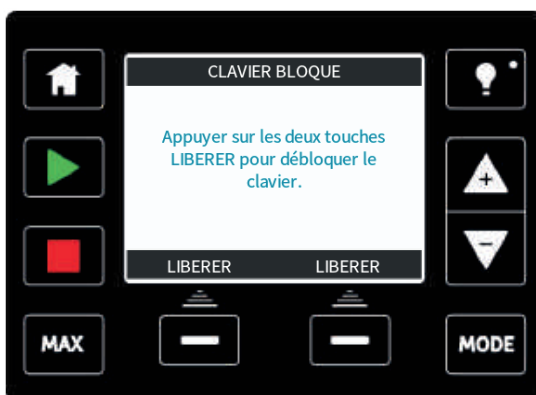 CLAVIER BLOQUE
Appuyer sur les deux touches
LIBERER pour débloquer le
clavier.
LIBERER LIBERER
MAX
MODE